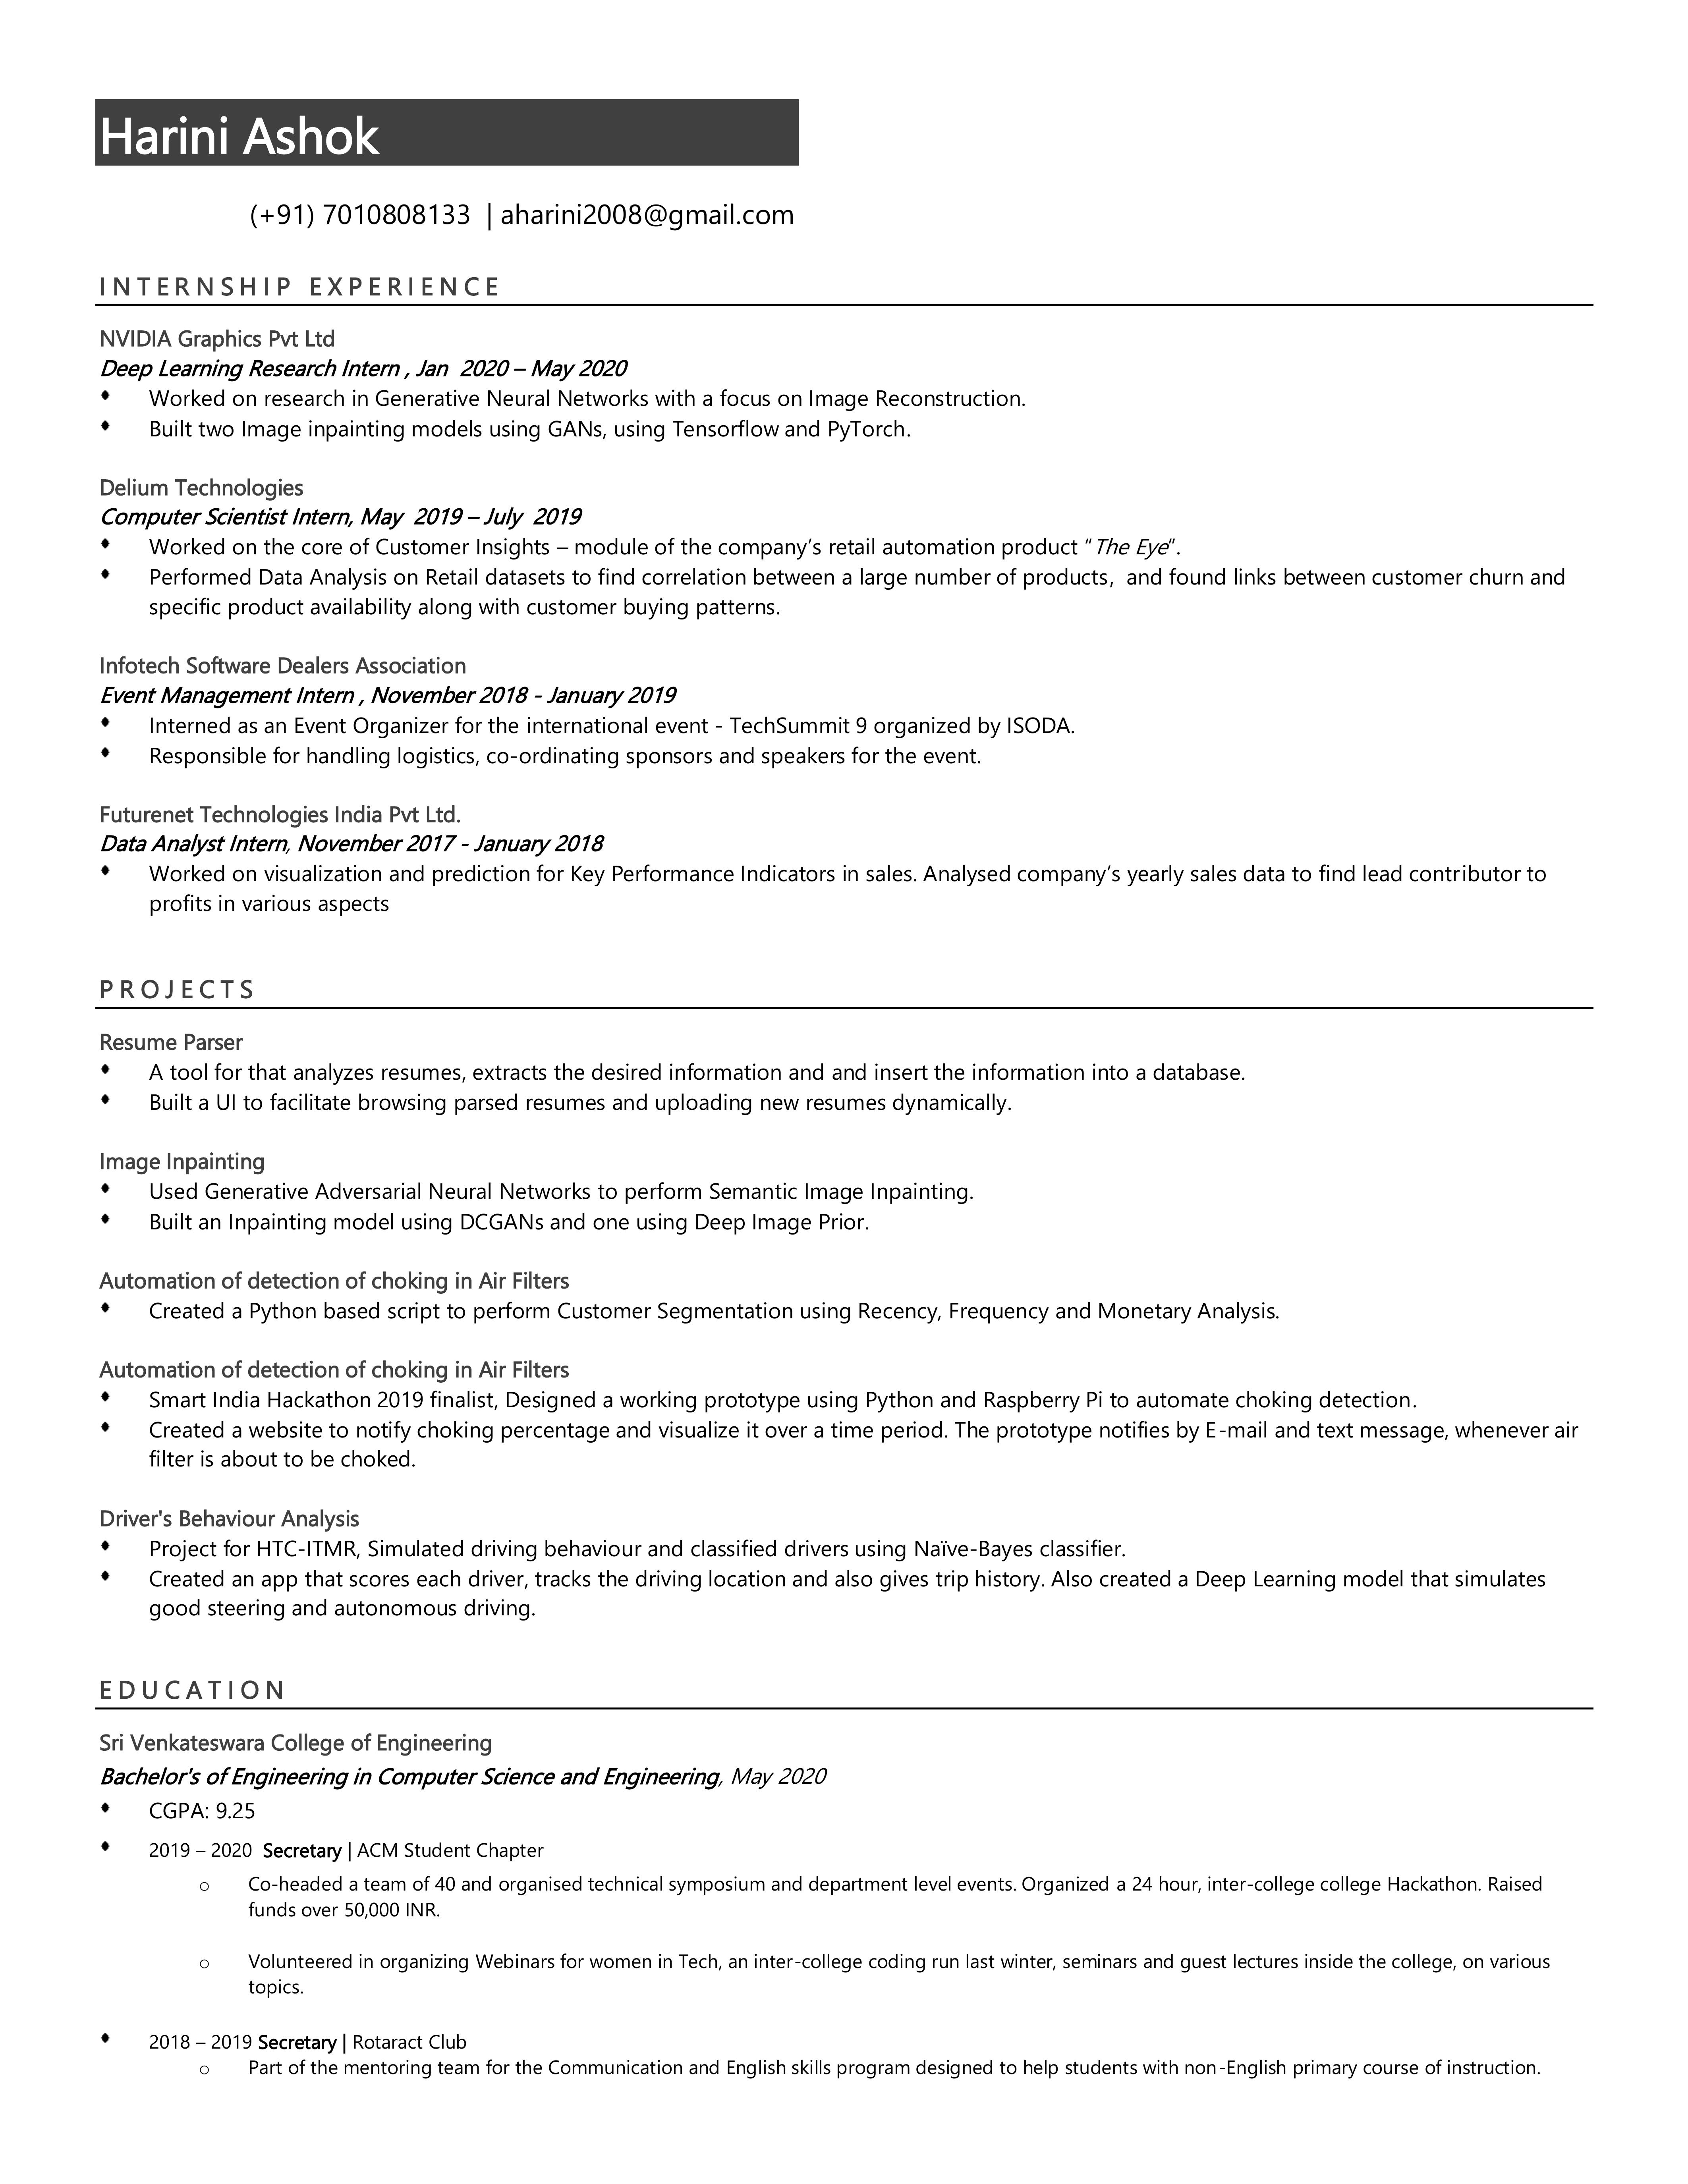 Harini Ashok
(+91) 7010808133 | aharini2008@gmail.com
INTERNSHIP EXPERIENCE
NVIDIA Graphics Pvt Ltd
Deep Learning Research Intern , Jan 2020 – May 2020
• Worked on research in Generative Neural Networks with a focus on Image Reconstruction.
• Built two Image inpainting models using GANs, using Tensorflow and PyTorch.
Delium Technologies
Computer Scientist Intern, May 2019 – July 2019
• Worked on the core of Customer Insights – module of the company’s retail automation product “The Eye”.
• Performed Data Analysis on Retail datasets to find correlation between a large number of products, and found links between customer churn and
specific product availability along with customer buying patterns.
Infotech Software Dealers Association
Event Management Intern , November 2018 - January 2019
• Interned as an Event Organizer for the international event - TechSummit 9 organized by ISODA.
• Responsible for handling logistics, co-ordinating sponsors and speakers for the event.
Futurenet Technologies India Pvt Ltd.
Data Analyst Intern, November 2017 - January 2018
• Worked on visualization and prediction for Key Performance Indicators in sales. Analysed company’s yearly sales data to find lead contributor to
profits in various aspects
PROJECTS
Resume Parser
• A tool for that analyzes resumes, extracts the desired information and and insert the information into a database.
• Built a UI to facilitate browsing parsed resumes and uploading new resumes dynamically.
Image Inpainting
• Used Generative Adversarial Neural Networks to perform Semantic Image Inpainting.
• Built an Inpainting model using DCGANs and one using Deep Image Prior.
Automation of detection of choking in Air Filters
• Created a Python based script to perform Customer Segmentation using Recency, Frequency and Monetary Analysis.
Automation of detection of choking in Air Filters
• Smart India Hackathon 2019 finalist, Designed a working prototype using Python and Raspberry Pi to automate choking detection.
• Created a website to notify choking percentage and visualize it over a time period. The prototype notifies by E-mail and text message, whenever air
filter is about to be choked.
Driver's Behaviour Analysis
• Project for HTC-ITMR, Simulated driving behaviour and classified drivers using Naïve-Bayes classifier.
• Created an app that scores each driver, tracks the driving location and also gives trip history. Also created a Deep Learning model that simulates
good steering and autonomous driving.
EDUCATION
Sri Venkateswara College of Engineering
Bachelor's of Engineering in Computer Science and Engineering, May 2020
• CGPA: 9.25
• 2019 – 2020 Secretary | ACM Student Chapter
o Co-headed a team of 40 and organised technical symposium and department level events. Organized a 24 hour, inter-college college Hackathon. Raised
funds over 50,000 INR.
o Volunteered in organizing Webinars for women in Tech, an inter-college coding run last winter, seminars and guest lectures inside the college, on various
topics.
• 2018 – 2019 Secretary | Rotaract Club
o Part of the mentoring team for the Communication and English skills program designed to help students with non-English primary course of instruction.